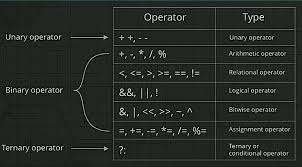 Operator Type
Unary operator + +, - - Unary operator
+, -, *, /, % Arithmetic operator
<, <=, >, >=, ==, != Relational operator
Binary operator &&, ||, ! Logical operator
&, |, <<, >>, ~, ^ Bitwise operator
=, +=, -=, *=, /=, %= Assignment operator
Ternary operator ?: Ternary or
conditional operator